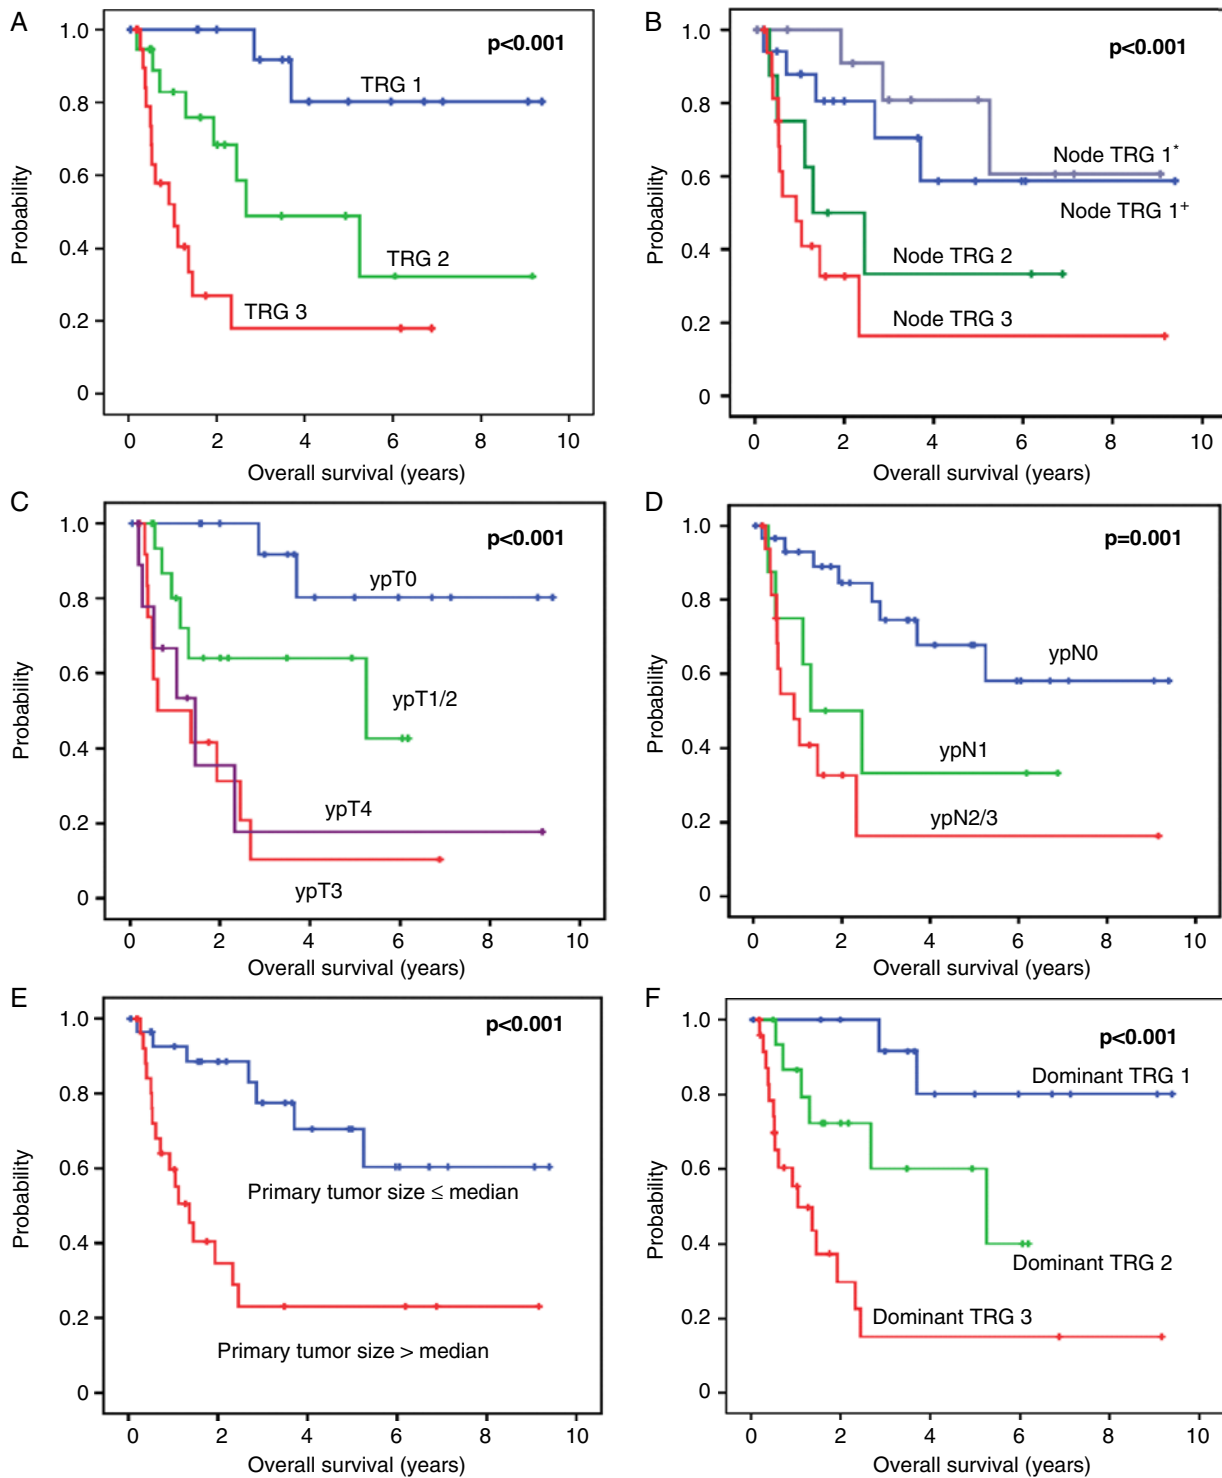 A
p<0.001
1.0
0.8
0.6
0.4
0.2
0
Probability
TRG 1
TRG 2
TRG 3
0 2 4 6 8 10
Overall survival (years)
B
p<0.001
1.0
0.8
0.6
0.4
0.2
0
Probability
Node TRG 1*
Node TRG 1+
Node TRG 2
Node TRG 3
0 2 4 6 8 10
Overall survival (years)
C
p<0.001
1.0
0.8
0.6
0.4
0.2
0
Probability
ypT0
ypT1/2
ypT4
ypT3
0 2 4 6 8 10
Overall survival (years)
D
p=0.001
1.0
0.8
0.6
0.4
0.2
0
Probability
ypN0
ypN1
ypN2/3
0 2 4 6 8 10
Overall survival (years)
E
p<0.001
1.0
0.8
0.6
0.4
0.2
0
Probability
Primary tumor size ≤ median
Primary tumor size > median
0 2 4 6 8 10
Overall survival (years)
F
p<0.001
1.0
0.8
0.6
0.4
0.2
0
Probability
Dominant TRG 1
Dominant TRG 2
Dominant TRG 3
0 2 4 6 8 10
Overall survival (years)